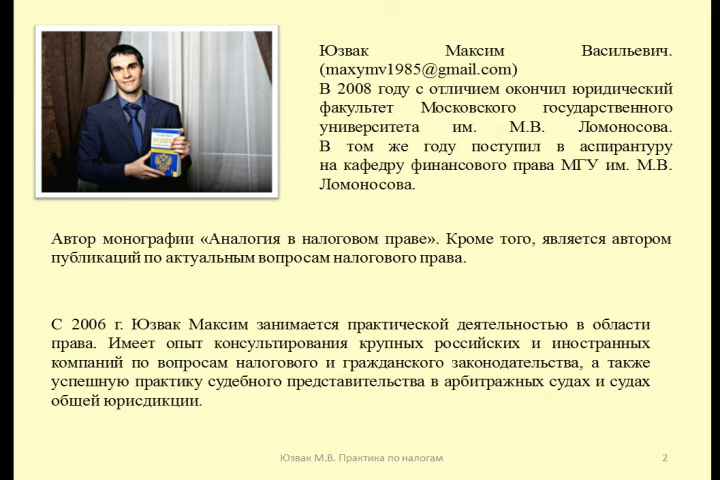 Юзвак Максим Васильевич.
(maxymv1985@gmail.com)
В 2008 году с отличием окончил юридический
факультет Московского государственного
университета им. М.В. Ломоносова.
В том же году поступил в аспирантуру
на кафедру финансового права МГУ им. М.В.
Ломоносова.
Автор монографии «Аналогия в налоговом праве». Кроме того, является автором
публикаций по актуальным вопросам налогового права.
С 2006 г. Юзвак Максим занимается практической деятельностью в области
права. Имеет опыт консультирования крупных российских и иностранных
компаний по вопросам налогового и гражданского законодательства, а также
успешную практику судебного представительства в арбитражных судах и судах
общей юрисдикции.
Юзвак М.В. Практика по налогам
2